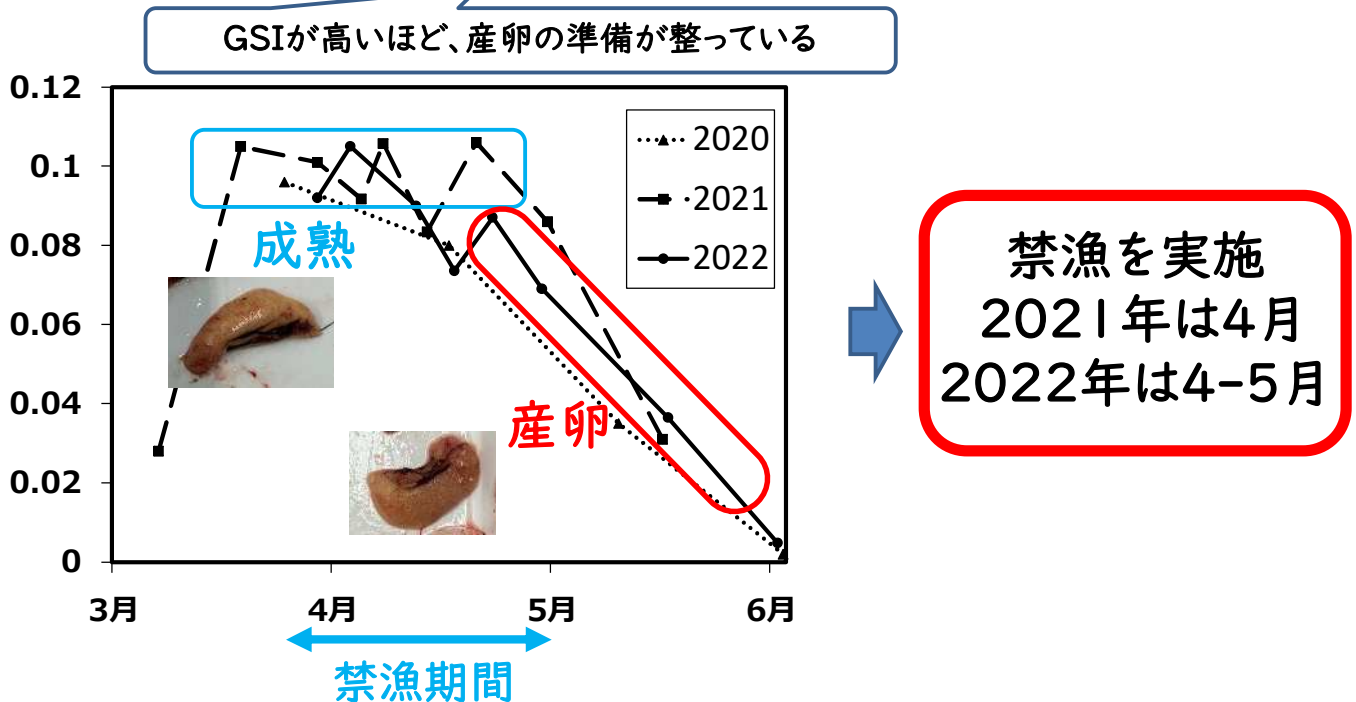 GSIが高いほど、産卵の準備が整っている
0.12
0.1
0.08
0.06
0.04
0.02
0
2020
2021
2022
成熟
産卵
3月
4月
5月
6月
禁漁期間
禁漁を実施
2021年は4月
2022年は4-5月